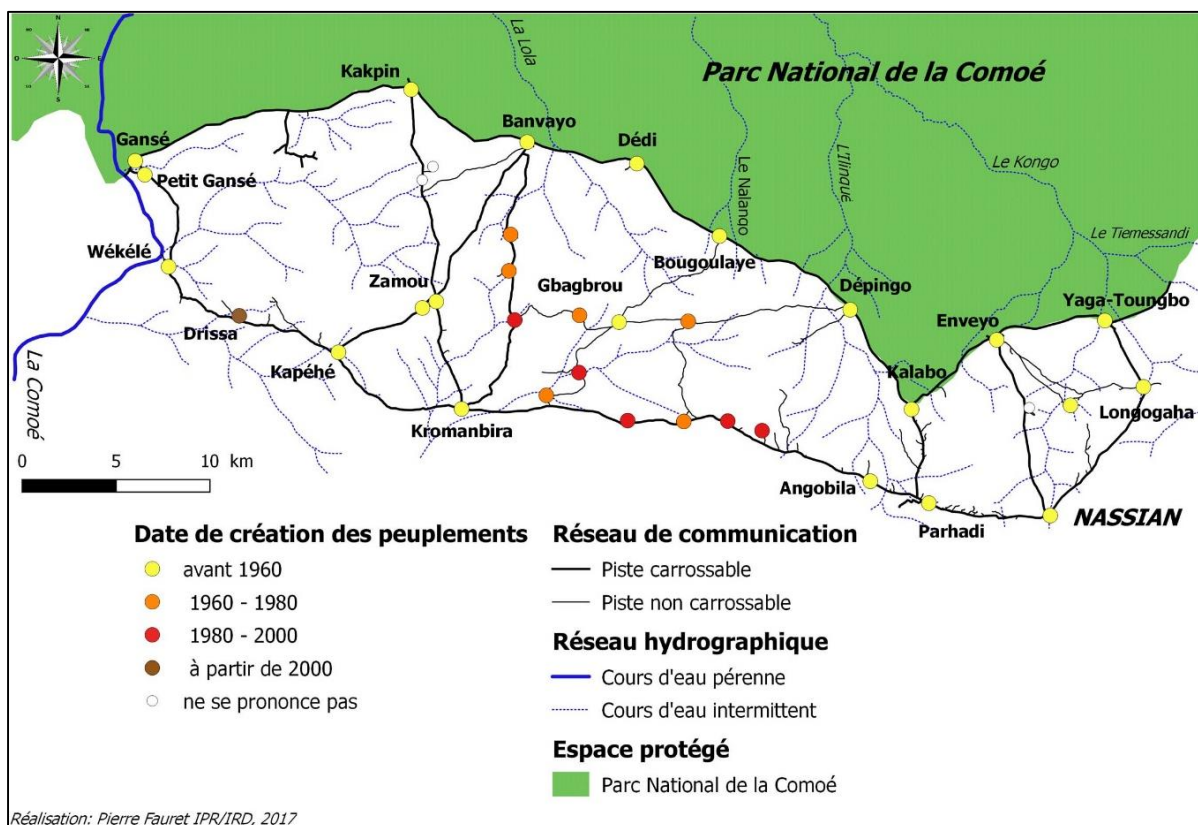 N
O
E
S
La Lola
Parc National de la Comoé
Kakpin
Banvayo
Dédi
Gansé
Petit Gansé
Le Nalanqo
L'Ilinqué
Le Kongo
Le Tiemessandi
Wékélé
Bougoulaye
Zamou
Gbagbrou
Dépingo
Yaga-Toungbo
Drissa
Enveyo
La Comoé
Kapéhé
Kalabo
Longogaha
Kromanbira
0 5 10 km
Angobila
Parhadi
NASSIAN
Date de création des peuplements
avant 1960
1960 - 1980
1980 - 2000
à partir de 2000
ne se prononce pas
Réseau de communication
Piste carrossable
Piste non carrossable
Réseau hydrographique
Cours d'eau pérenne
Cours d'eau intermittent
Espace protégé
Parc National de la Comoé
Réalisation: Pierre Fauret IPR/IRD, 2017